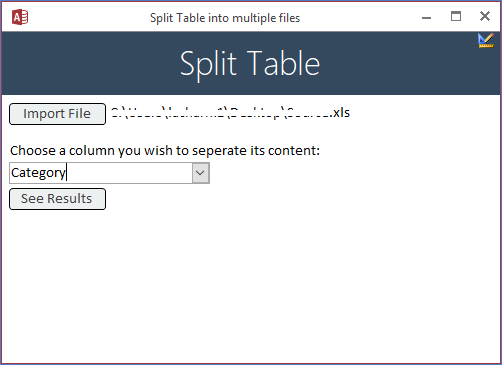 Split Table into multiple files
Split Table
Import File .xls
Choose a column you wish to seperate its content:
Category
See Results